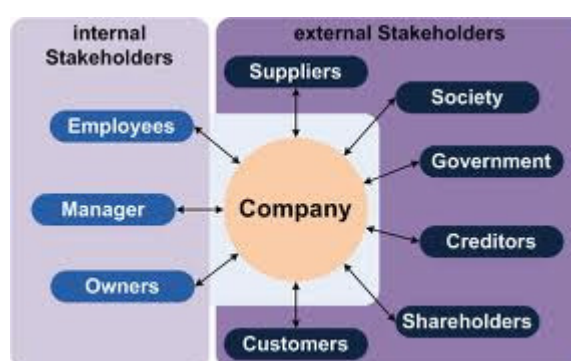 internal
Stakeholders
external Stakeholders
Suppliers
Society
Employees
Government
Manager
Company
Creditors
Owners
Shareholders
Customers